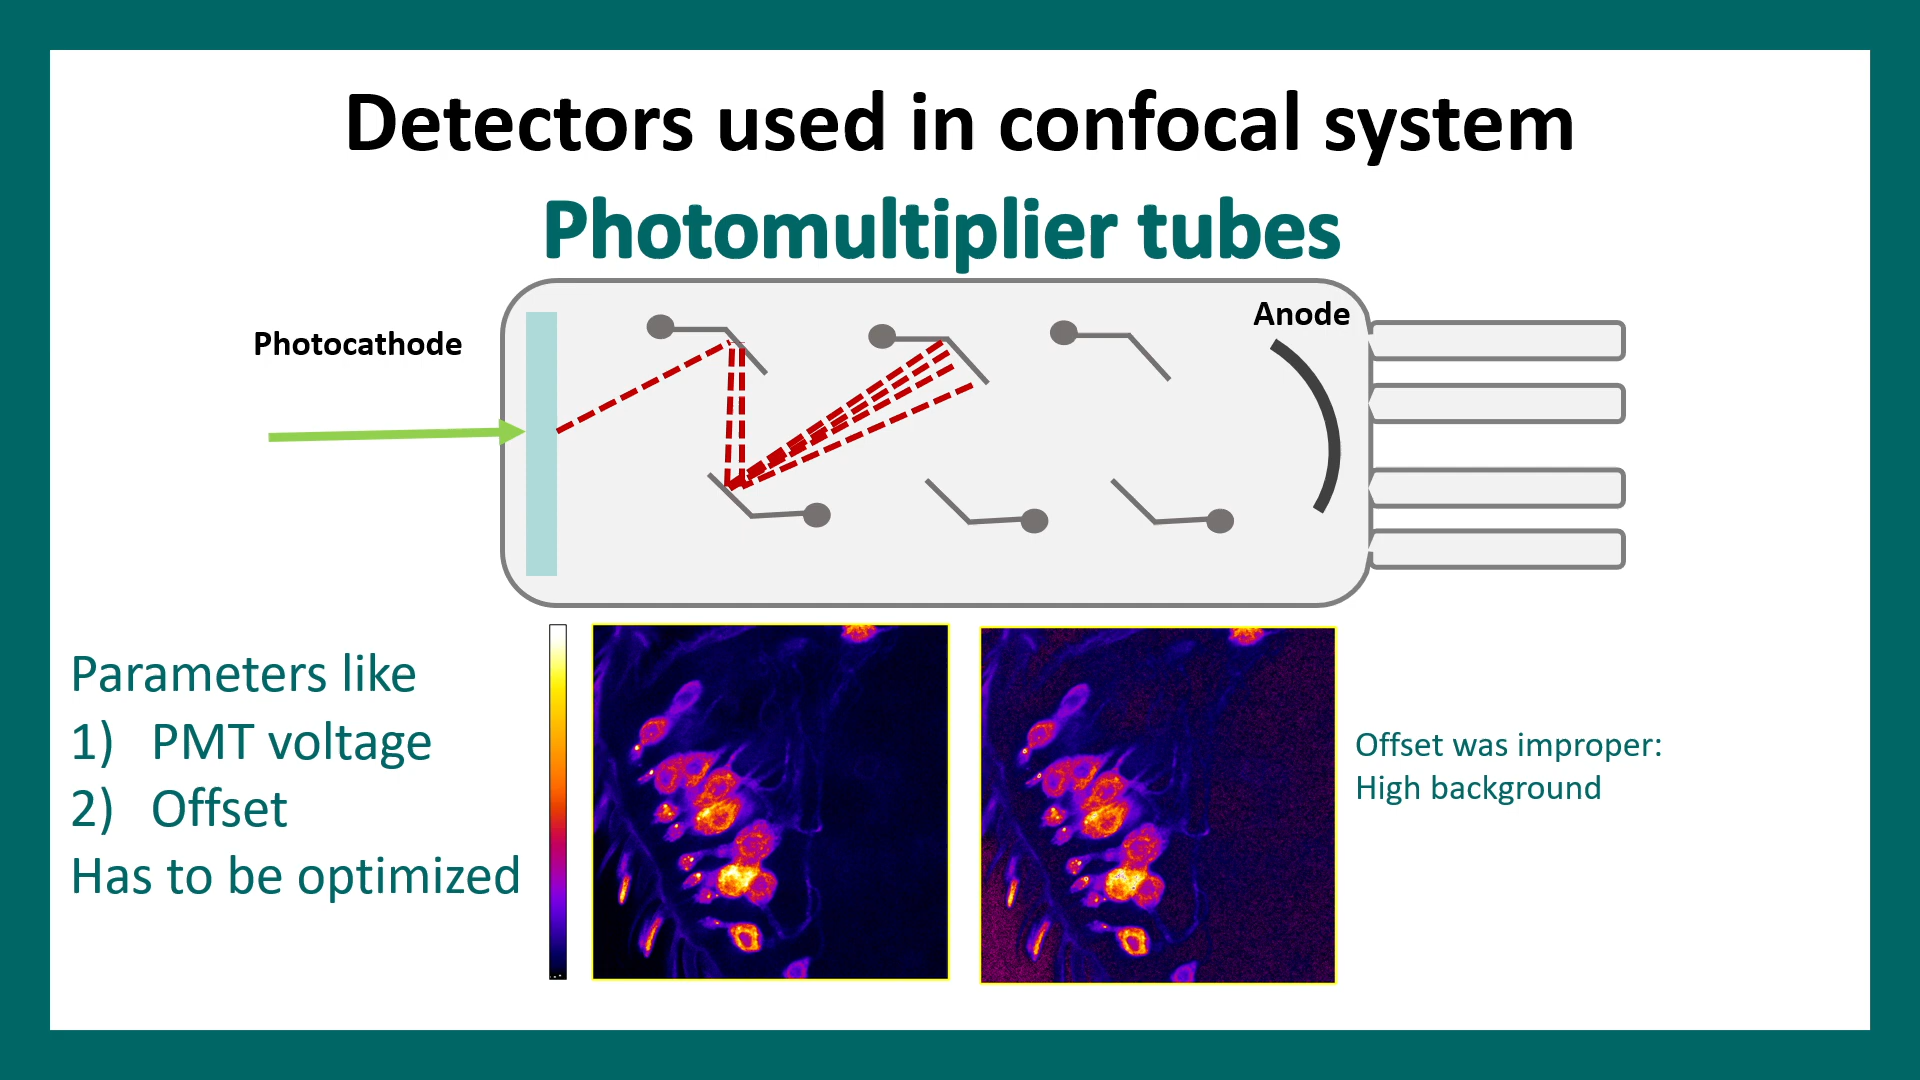 Detectors used in confocal system
Photomultiplier tubes
Photocathode
Anode
Parameters like
1) PMT voltage
2) Offset
Has to be optimized
Offset was improper:
High background